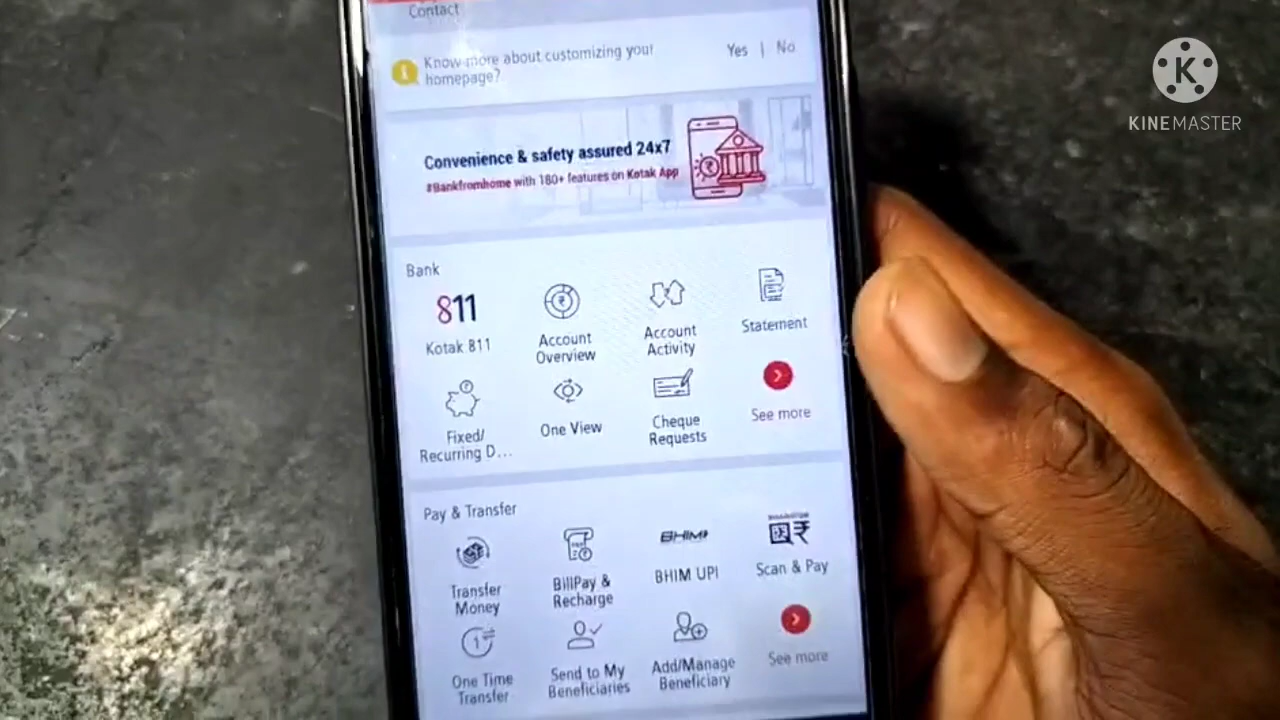 Contact
Know more about customizing your
homepage?
Yes | No
Convenience & safety assured 24x7
#Bankfromhome with 180+ features on Kotak App
Bank
811
Kotak 811
Account
Overview
Account
Activity
Statement
Fixed/
Recurring D...
One View
Cheque
Requests
See more
Pay & Transfer
Transfer
Money
BillPay &
Recharge
BHIM
BHIM UPI
Scan & Pay
One Time
Transfer
Send to My
Beneficiaries
Add/Manage
Beneficiary
See more
K
KINEMASTER